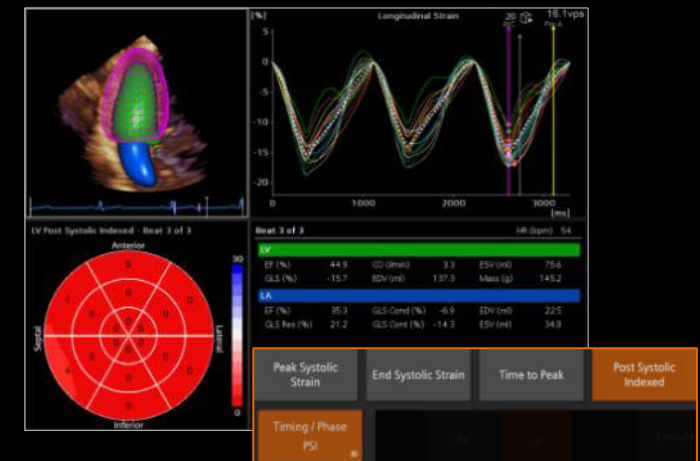 [%] Longitudinal Strain 20 16.1vps
AVC Pre A
5
0
-5
-10
-15
-20
0 1000 2000 3000
[ms]
LV Post Systolic Indexed - Beat 3 of 3
Anterior
Septal
Lateral
Inferior
30
0
Beat 3 of 3 HR (bpm) 54
LV
EF (%) 44.9 CO (l/min) 3.3 ESV (ml) 75.6
GLS (%) -15.7 EDV (ml) 137.3 Mass (g) 145.2
LA
EF (%) 35.3 GLS Cond (%) -6.9 EDV (ml) 22.5
GLS Res (%) 21.2 GLS Cont (%) -14.3 ESV (ml) 34.8
Peak Systolic Strain
End Systolic Strain
Time to Peak
Post Systolic Indexed
Timing / Phase
PSI